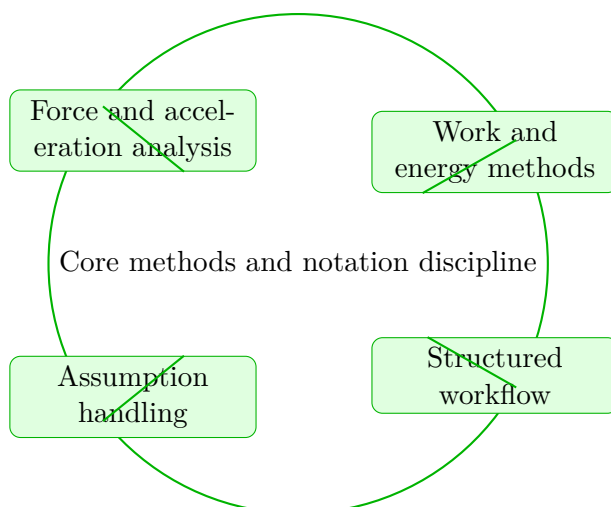 Force and accel-
eration analysis
Work and
energy methods
Core methods and notation discipline
Assumption
handling
Structured
workflow